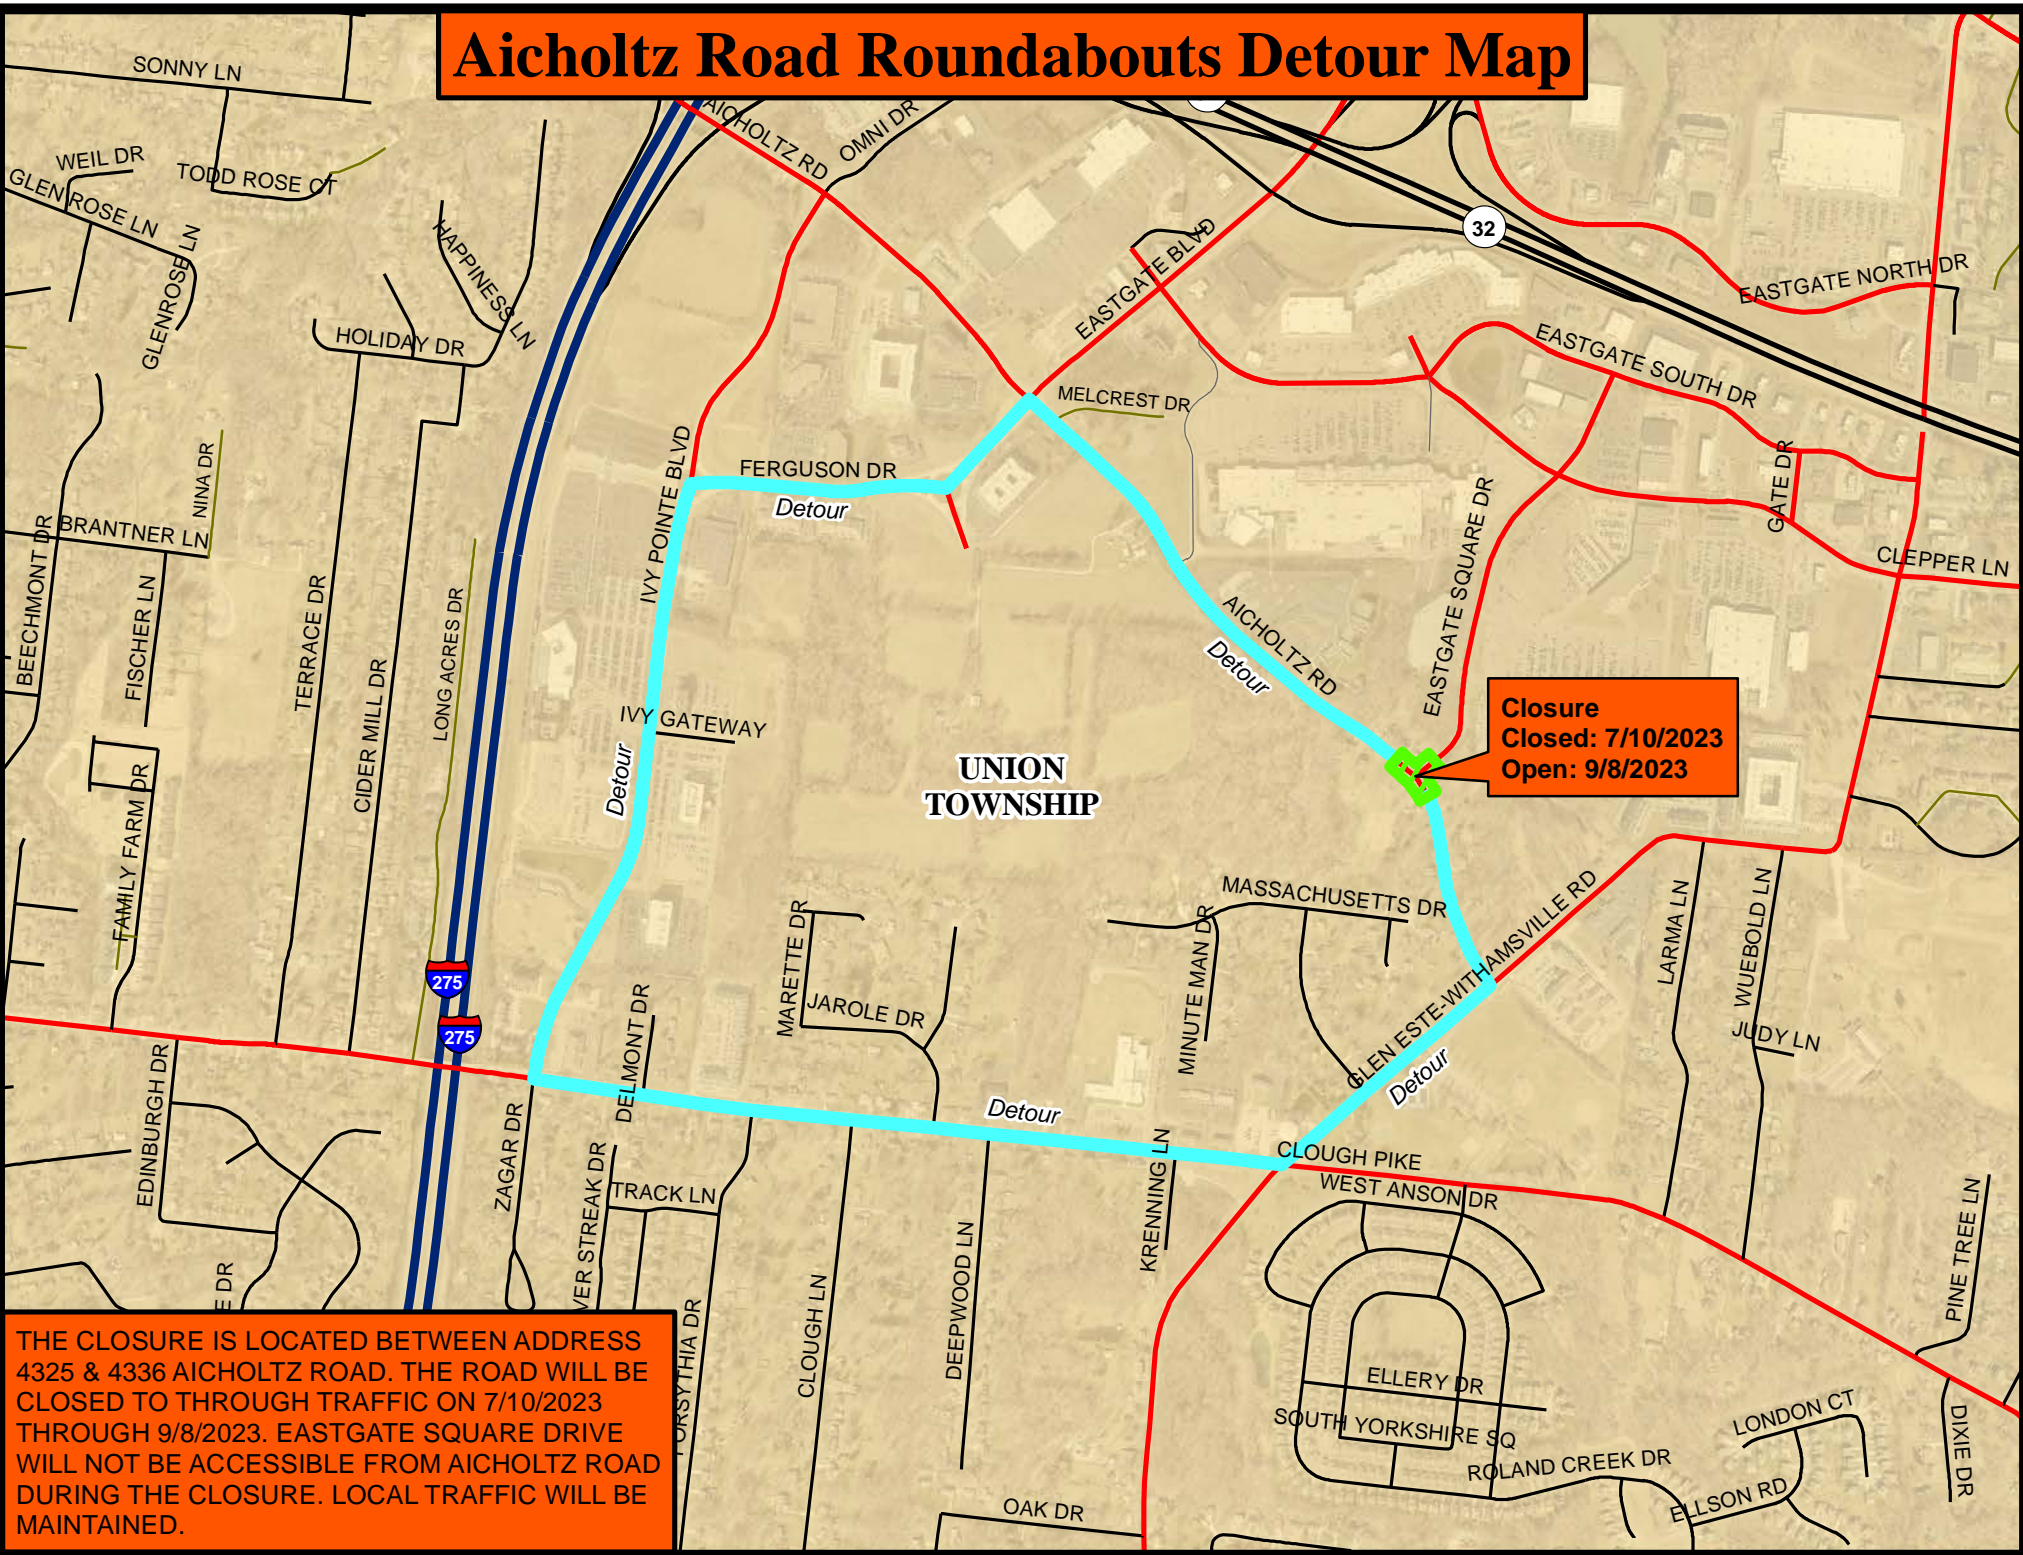 Aicholtz Road Roundabouts Detour Map
SONNY LN
WEIL DR
TODD ROSE CT
GLEN ROSE LN
GLENROSE LN
HAPPINESS LN
HOLIDAY DR
AICHOLTZ RD
OMNI DR
EASTGATE BLVD
32
EASTGATE NORTH DR
EASTGATE SOUTH DR
MELCREST DR
NINA DR
BRANTNER LN
BEECHMONT DR
FISCHER LN
TERRACE DR
CIDER MILL DR
LONG ACRES DR
FAMILY FARM DR
IVY POINTE BLVD
FERGUSON DR
Detour
GATE DR
CLEPPER LN
EASTGATE SQUARE DR
AICHOLTZ RD
Detour
IVY GATEWAY
Detour
UNION
TOWNSHIP
Closure
Closed: 7/10/2023
Open: 9/8/2023
MASSACHUSETTS DR
MINUTE MAN DR
GLEN ESTE-WITHAMSVILLE RD
Detour
LARMA LN
WUEBOLD LN
JUDY LN
275
275
MARETTE DR
JAROLE DR
DELMONT DR
Detour
EDINBURGH DR
ZAGAR DR
VER STREAK DR
TRACK LN
KRENNING LN
CLOUGH PIKE
WEST ANSON DR
E DR
FORSYTHIA DR
CLOUGH LN
DEEPWOOD LN
PINE TREE LN
ELLERY DR
SOUTH YORKSHIRE SQ
ROLAND CREEK DR
LONDON CT
ELLSON RD
DIXIE DR
OAK DR
THE CLOSURE IS LOCATED BETWEEN ADDRESS
4325 & 4336 AICHOLTZ ROAD. THE ROAD WILL BE
CLOSED TO THROUGH TRAFFIC ON 7/10/2023
THROUGH 9/8/2023. EASTGATE SQUARE DRIVE
WILL NOT BE ACCESSIBLE FROM AICHOLTZ ROAD
DURING THE CLOSURE. LOCAL TRAFFIC WILL BE
MAINTAINED.